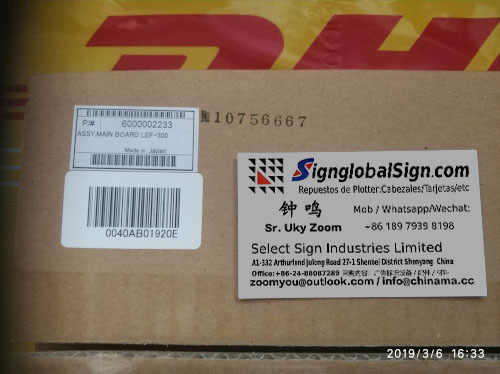 DHL
P/# 6000002233
ASSY,MAIN BOARD LEF-300
Made in Japan
0040AB01920E
№10756667
SignglobalSign.com
Repuestos de Plotter:Cabezales/Tarjetas/etc
钟鸣
Mob / Whatsapp/Wechat:
Sr. Uky Zoom
+86 189 7939 8198
Select Sign Industries Limited
A1-332 Arthurland Julong Road 27-1 Shenbei District Shenyang China
Office:+86-24-88087289
zoomyou@outlook.com / info@chinama.cc
2019/3/6 16:33